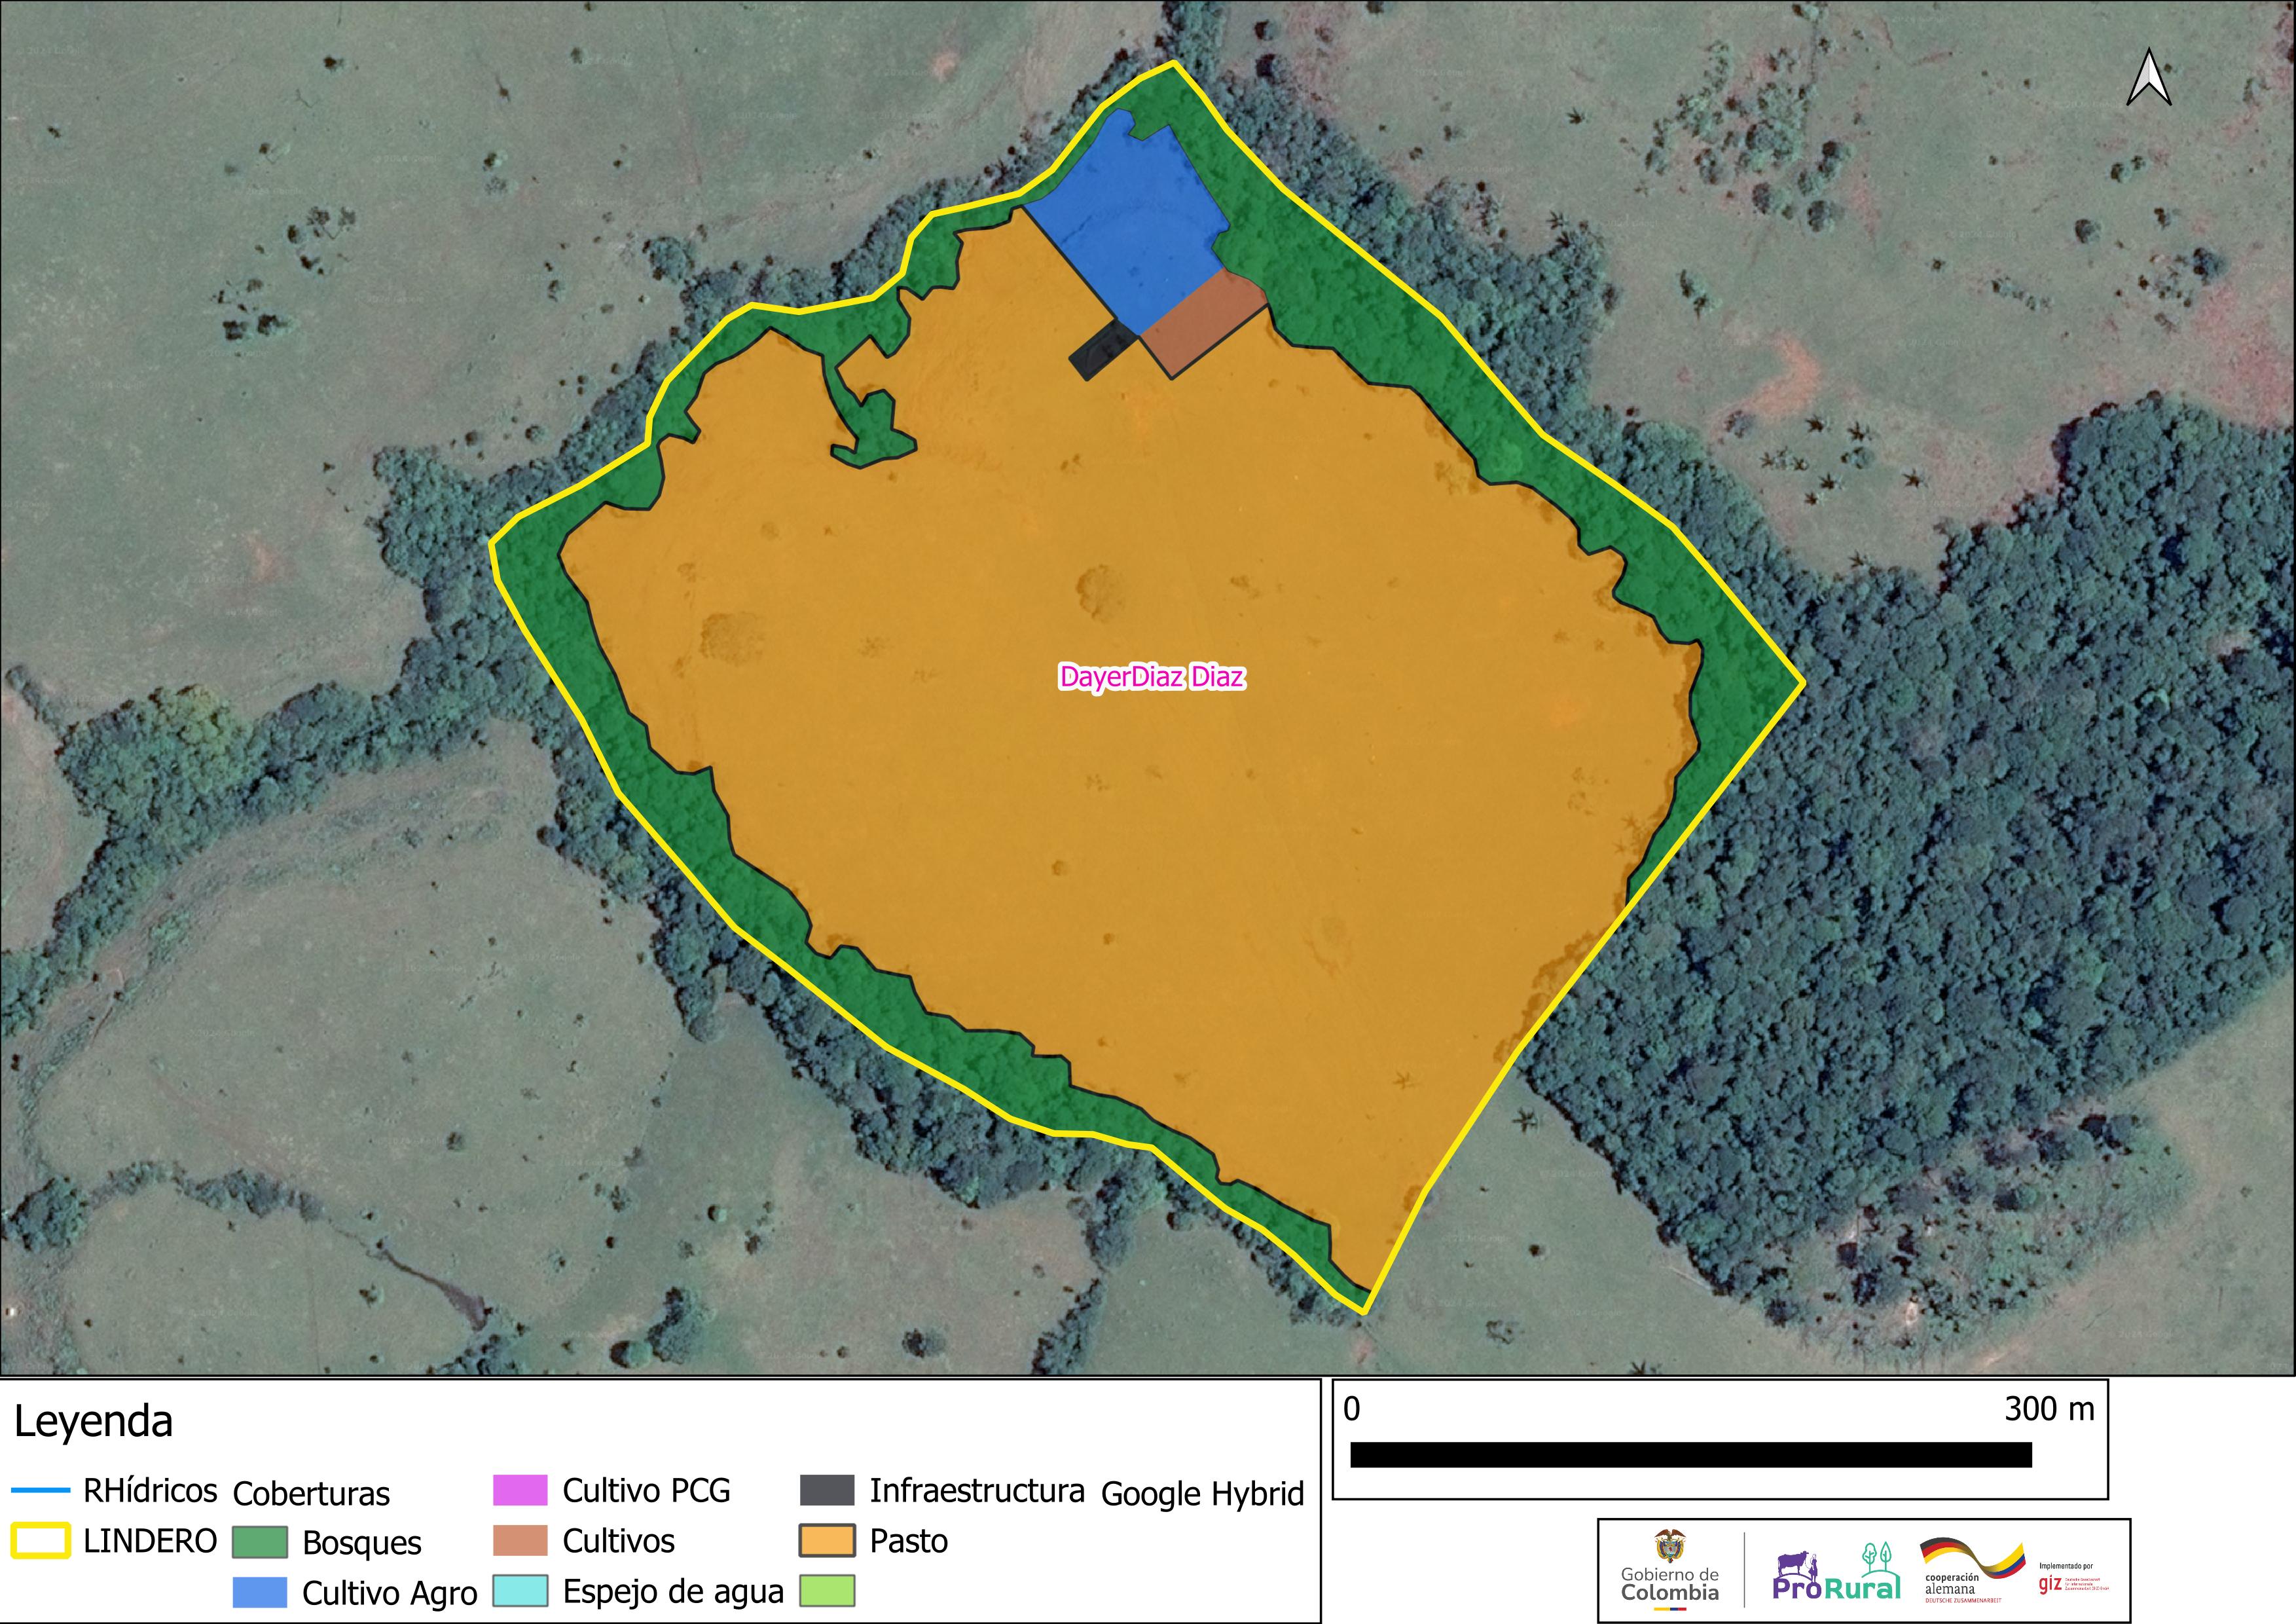 DayerDiaz Diaz
Leyenda
RHídricos
LINDERO
Coberturas
Bosques
Cultivo Agro
Cultivo PCG
Cultivos
Espejo de agua
Infraestructura
Pasto
Google Hybrid
0 300 m
Gobierno de
Colombia
ProRural
cooperación
alemana
DEUTSCHE ZUSAMMENARBEIT
Implementado por
giz